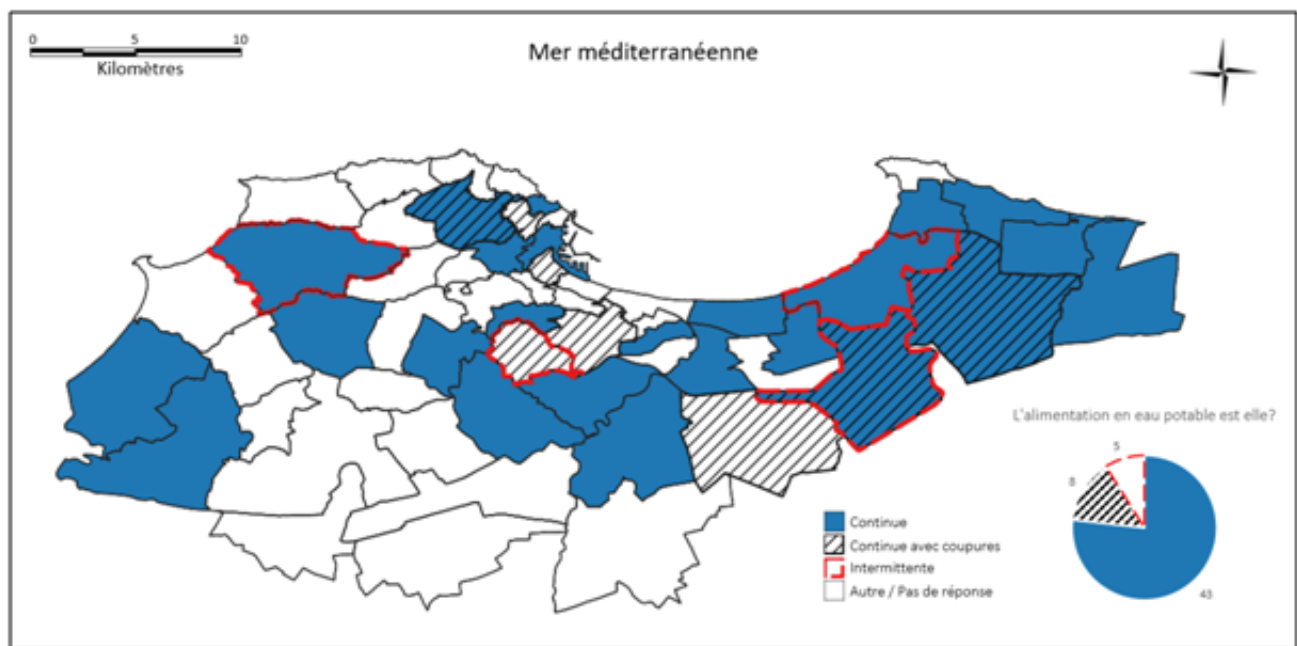 0 5 10
Kilomètres
Mer méditerranéenne
L'alimentation en eau potable est elle?
5
8
43
Continue
Continue avec coupures
Intermittente
Autre / Pas de réponse